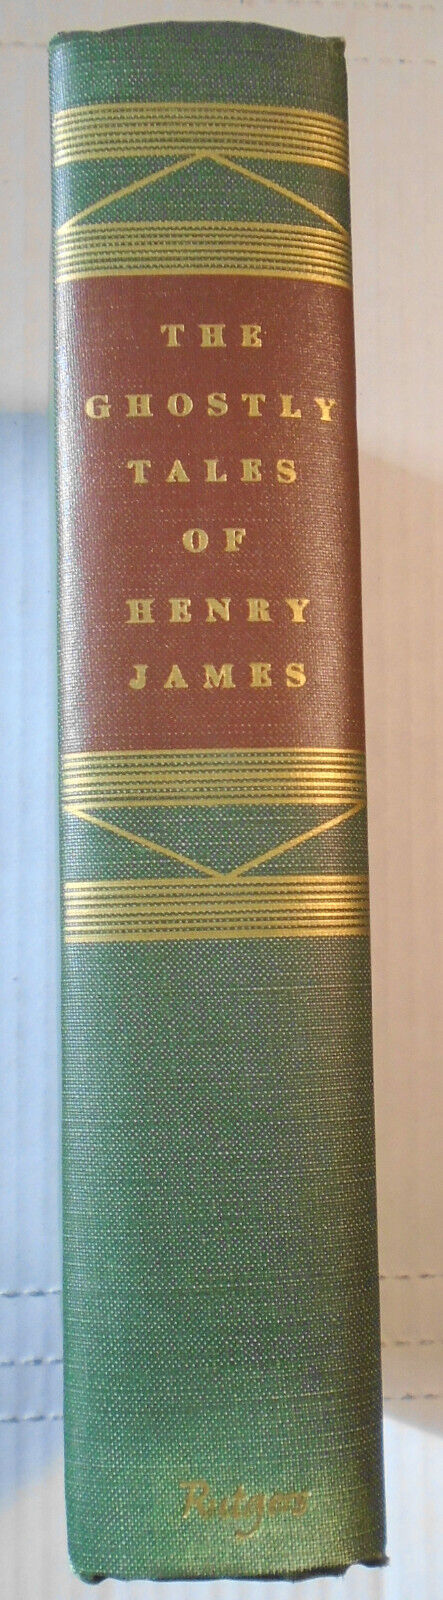 THE
GHOSTLY
TALES
OF
HENRY
JAMES
Rutgers